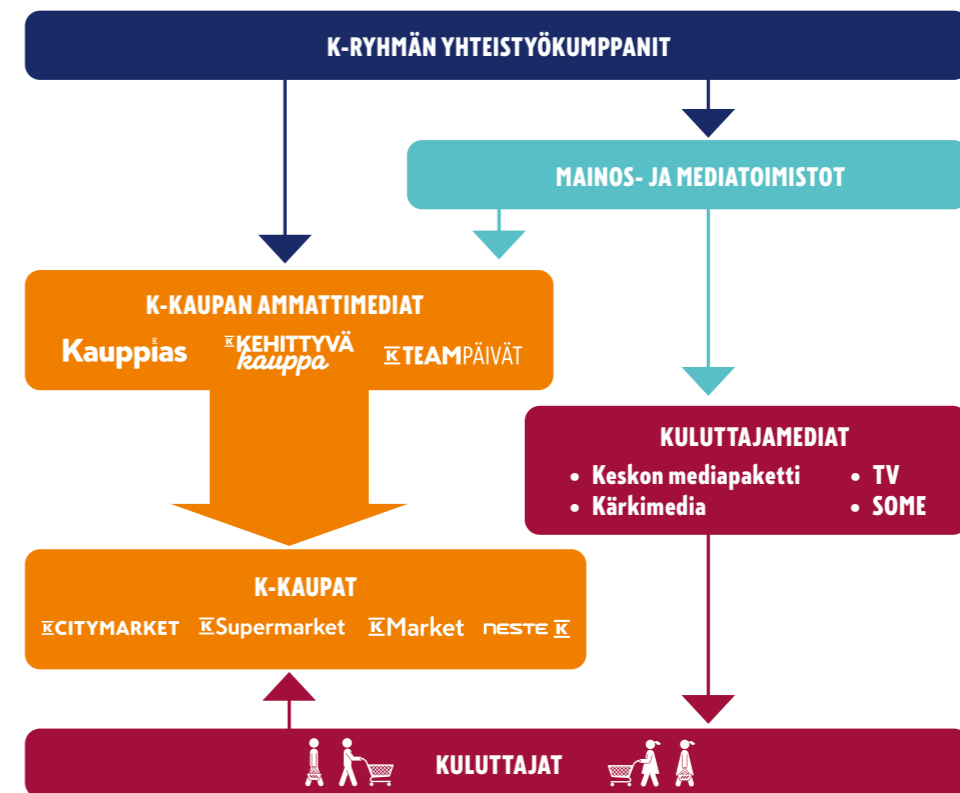 K-RYHMÄN YHTEISTYÖKUMPPANIT
MAINOS- JA MEDIATOIMISTOT
K-KAUPAN AMMATTIMEDIAT
Kauppias
K KEHITTYVÄ
kauppa
K TEAMPÄIVÄT
KULUTTAJAMEDIAT
• Keskon mediapaketti
• Kärkimedia
• TV
• SOME
K-KAUPAT
K CITYMARKET K Supermarket K Market NESTE K
KULUTTAJAT